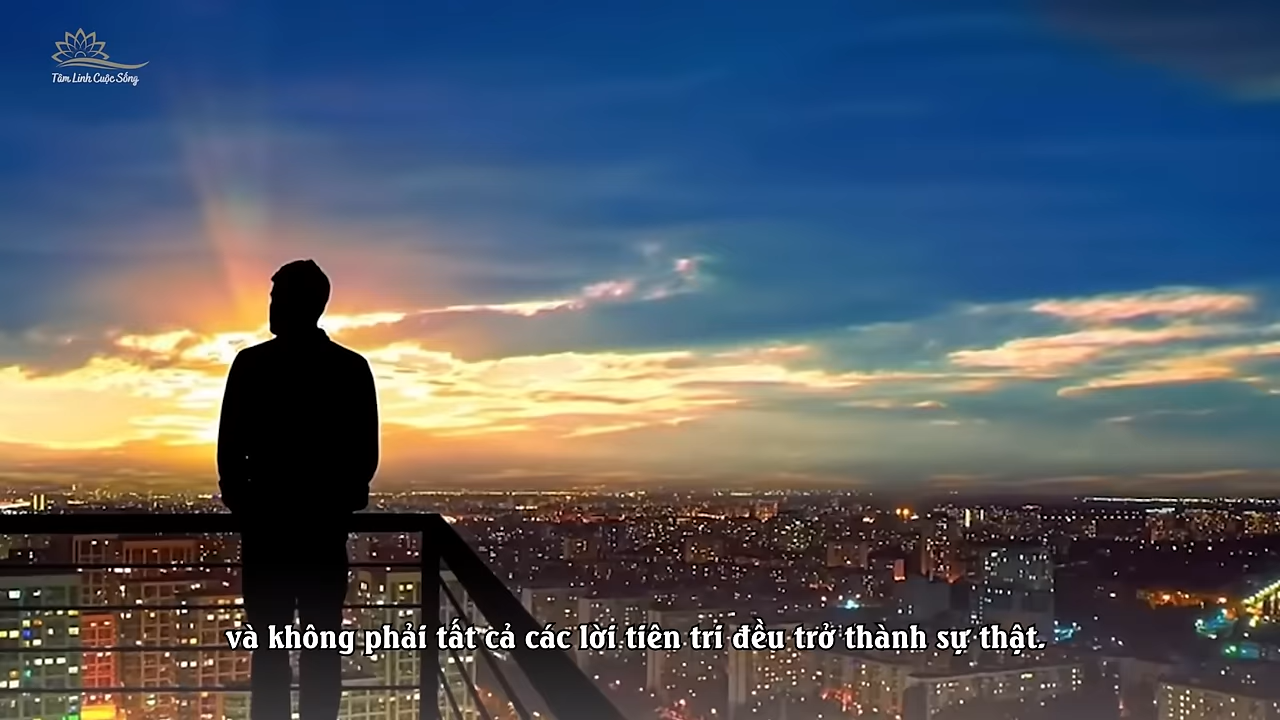 Tâm Linh Cuộc Sống
và không phải tất cả các lời tiên tri đều trở thành sự thật.